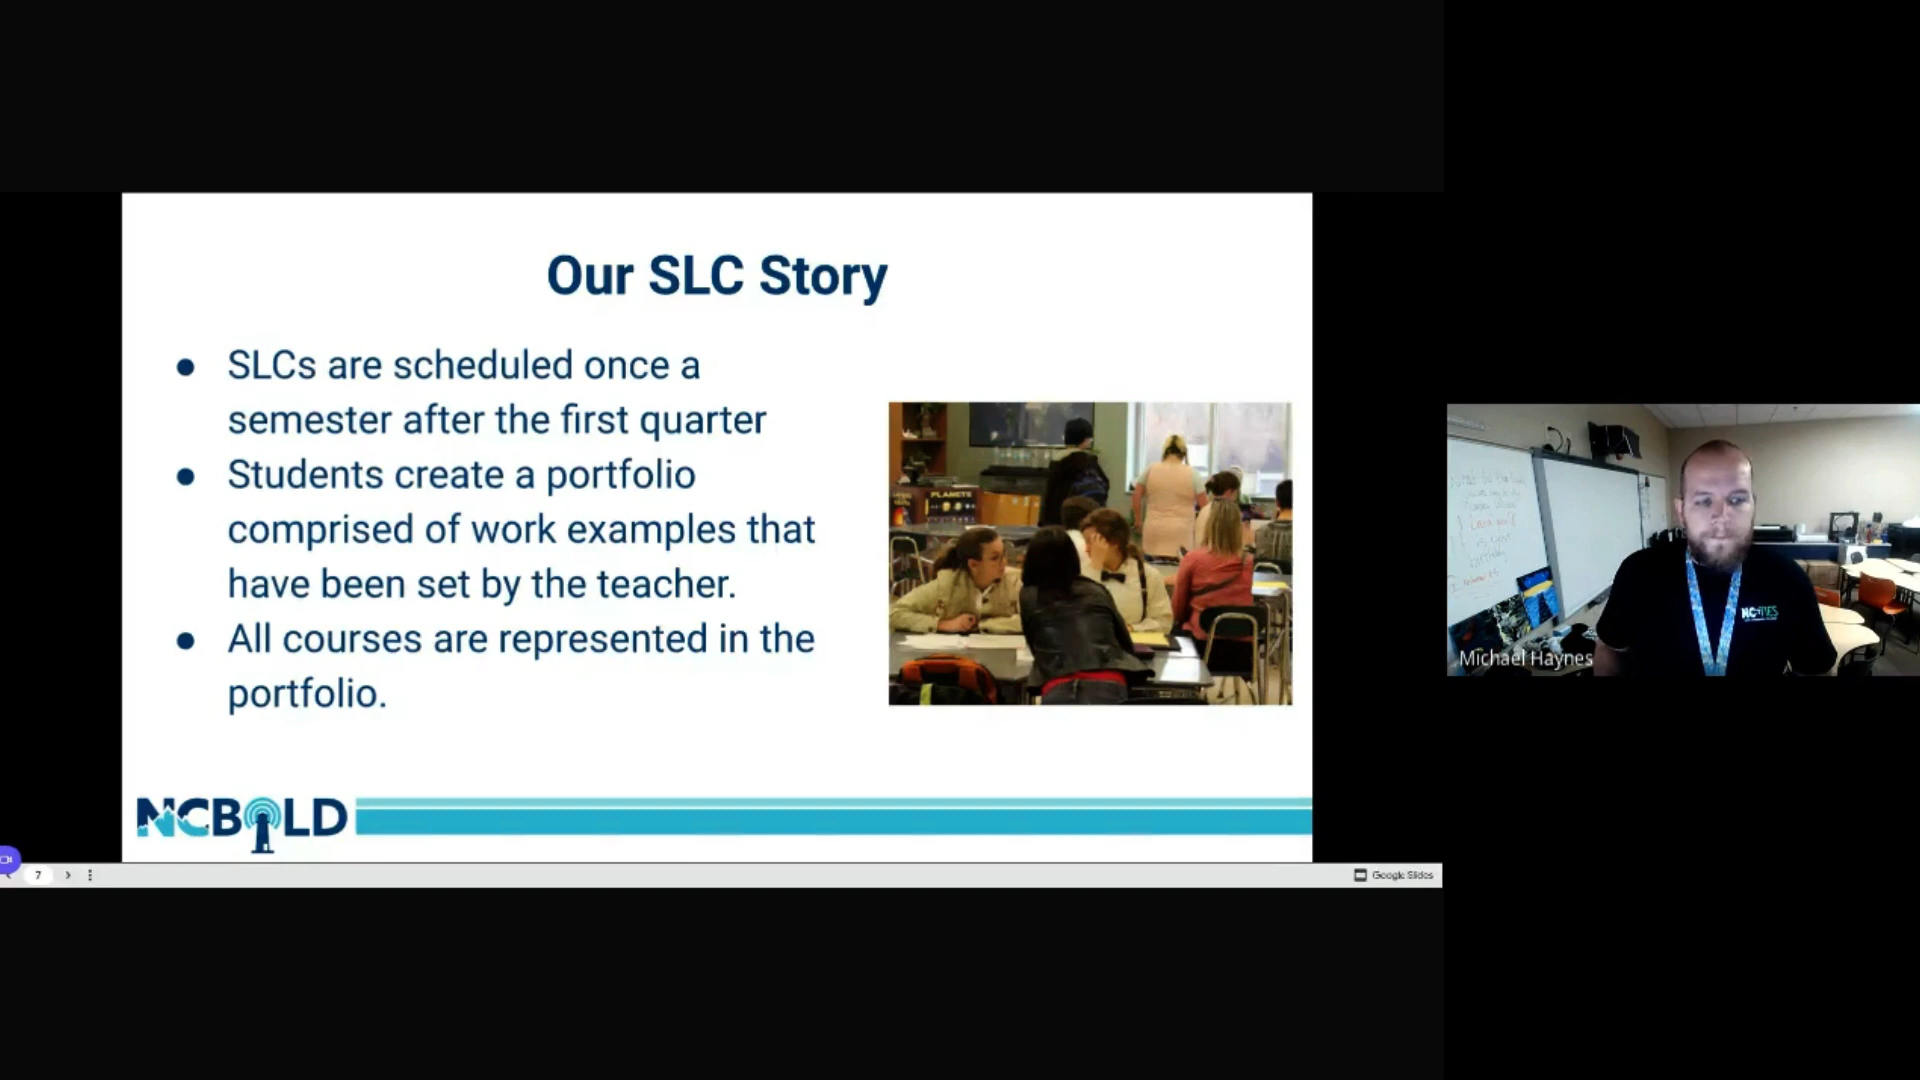 Our SLC Story
● SLCs are scheduled once a
semester after the first quarter
● Students create a portfolio
comprised of work examples that
have been set by the teacher.
● All courses are represented in the
portfolio.
PLANETS
NCBOLD
7
Google Slides
NCTIES
Michael Haynes